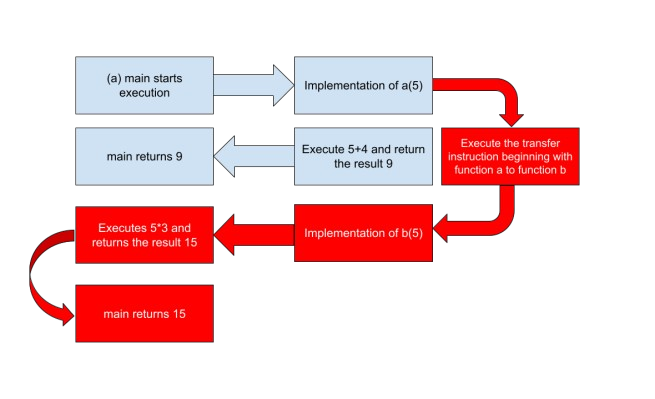 (a) main starts
execution
Implementation of a(5)
main returns 9
Execute 5+4 and return
the result 9
Execute the transfer
instruction beginning with
function a to function b
Executes 5*3 and
returns the result 15
Implementation of b(5)
main returns 15